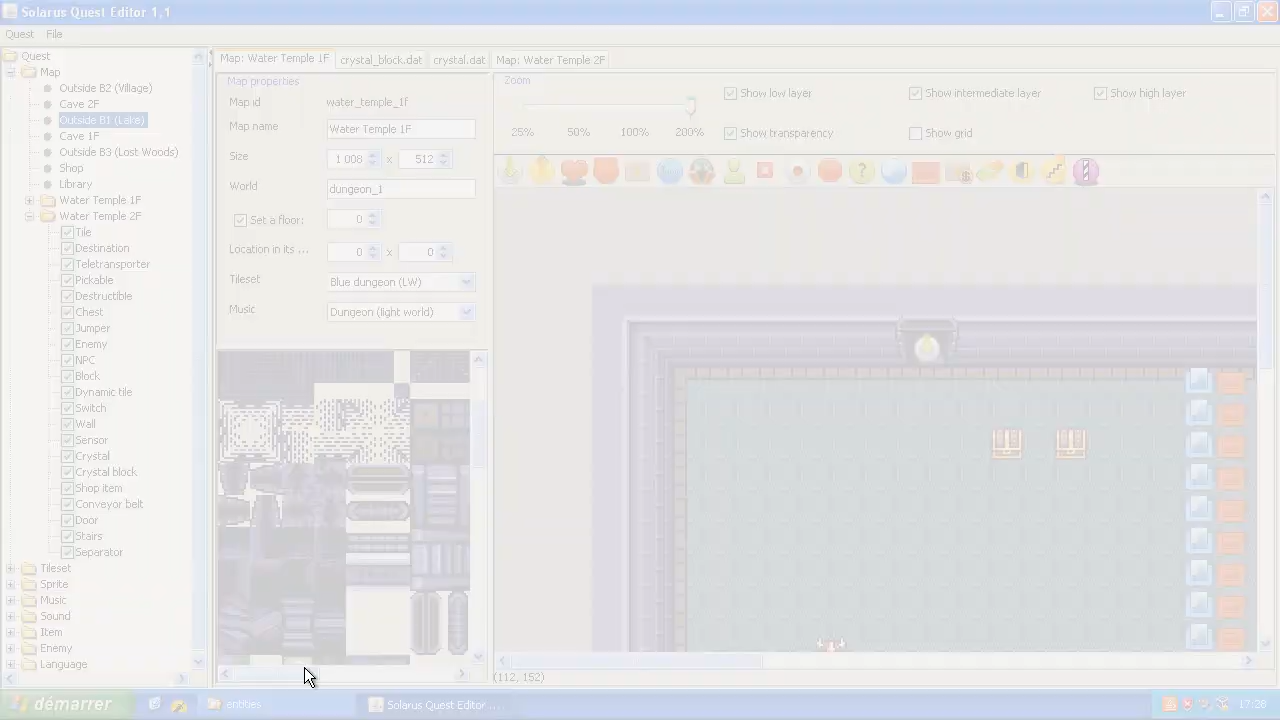 Solarus Quest Editor 1.1
Quest File
Quest
Map
Outside B2 (Village)
Cave 2F
Outside B1 (Lake)
Cave 1F
Outside B3 (Lost Woods)
Shop
Library
Water Temple 1F
Water Temple 2F
Tile
Destination
Teletransporter
Pickable
Destructible
Chest
Jumper
Enemy
NPC
Block
Dynamic tile
Switch
Wall
Sensor
Crystal
Crystal block
Shop item
Conveyor belt
Door
Stairs
Separator
Tileset
Sprite
Music
Sound
Item
Enemy
Language
Map: Water Temple 1F crystal_block.dat crystal.dat Map: Water Temple 2F
Map properties
Map id water_temple_1f
Map name Water Temple 1F
Size 1 008 x 512
World dungeon_1
Set a floor: 0
Location in its ... 0 x 0
Tileset Blue dungeon (LW)
Music Dungeon (light world)
Zoom
25% 50% 100% 200%
Show low layer Show intermediate layer Show high layer
Show transparency Show grid
(112, 152)
démarrer entities Solarus Quest Editor ... 17:28